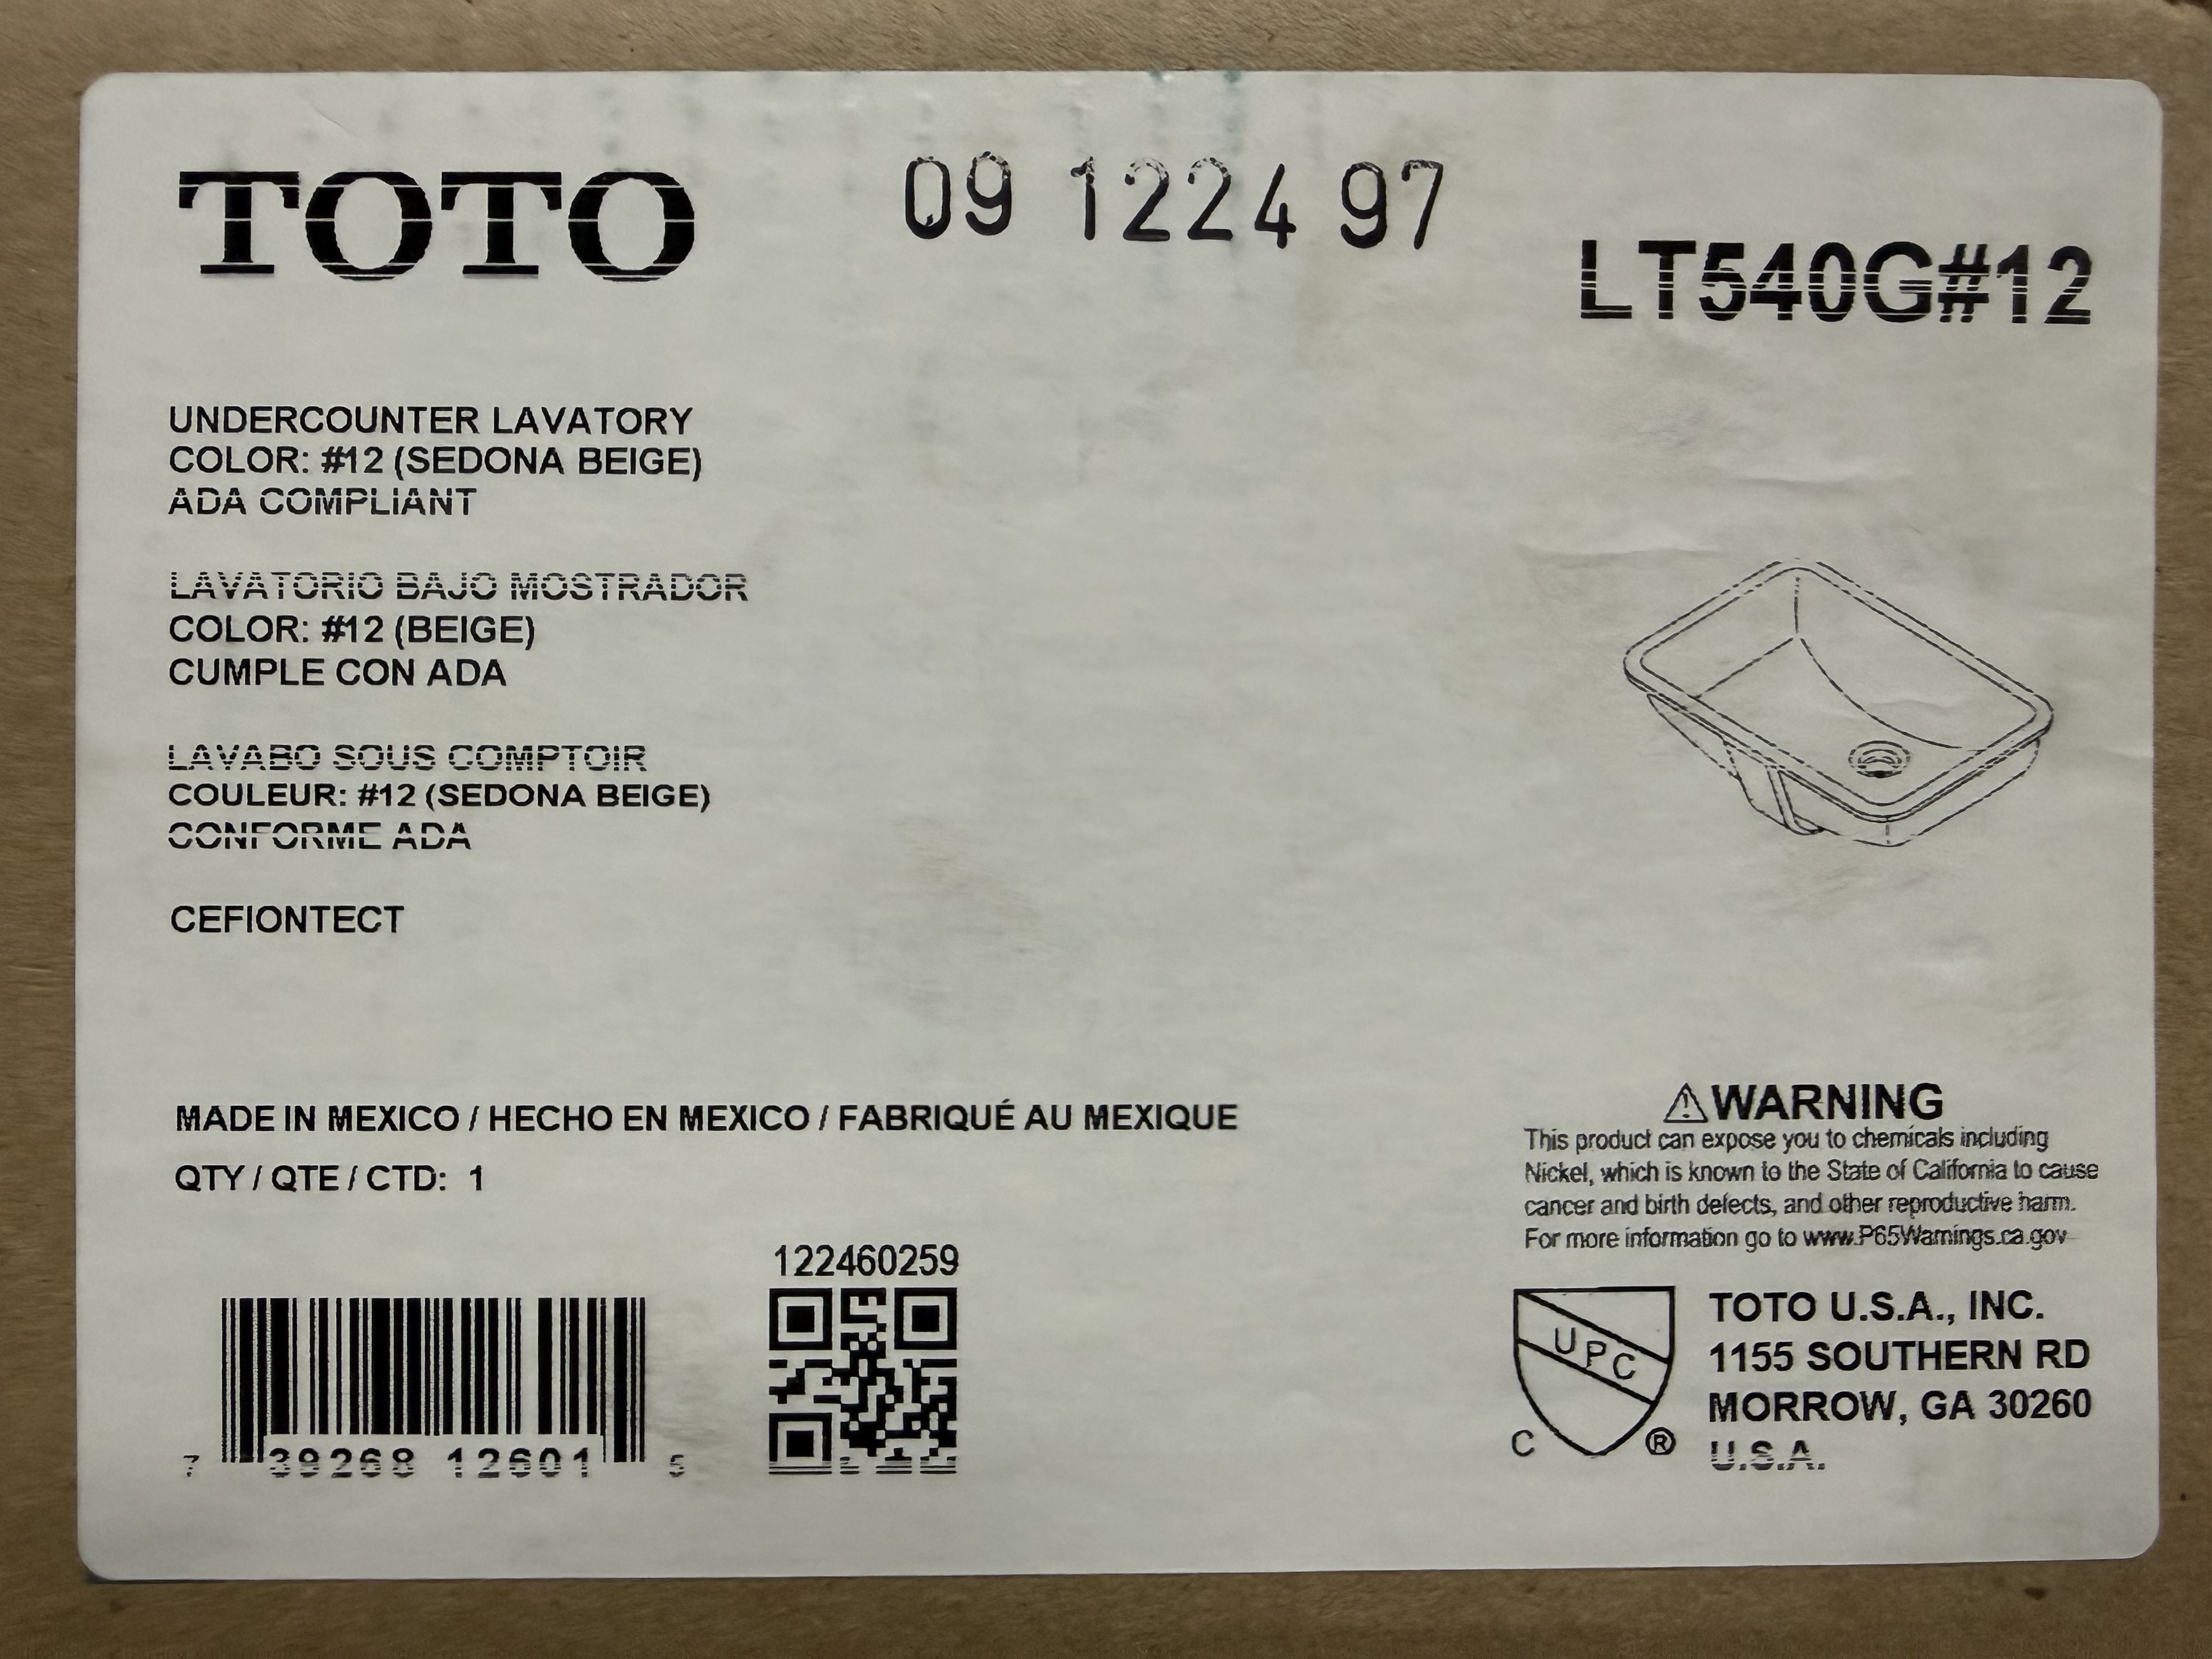 TOTO
09 1224 97
LT540G#12
UNDERCOUNTER LAVATORY
COLOR: #12 (SEDONA BEIGE)
ADA COMPLIANT
LAVATORIO BAJO MOSTRADOR
COLOR: #12 (BEIGE)
CUMPLE CON ADA
LAVABO SOUS COMPTOIR
COULEUR: #12 (SEDONA BEIGE)
CONFORME ADA
CEFIONTECT
MADE IN MEXICO / HECHO EN MEXICO / FABRIQUÉ AU MEXIQUE
QTY / QTE / CTD: 1
122460259
7 39268 12601 5
⚠WARNING
This product can expose you to chemicals including
Nickel, which is known to the State of California to cause
cancer and birth defects, and other reproductive harm.
For more information go to www.P65Warnings.ca.gov
UPC
C ®
TOTO U.S.A., INC.
1155 SOUTHERN RD
MORROW, GA 30260
U.S.A.